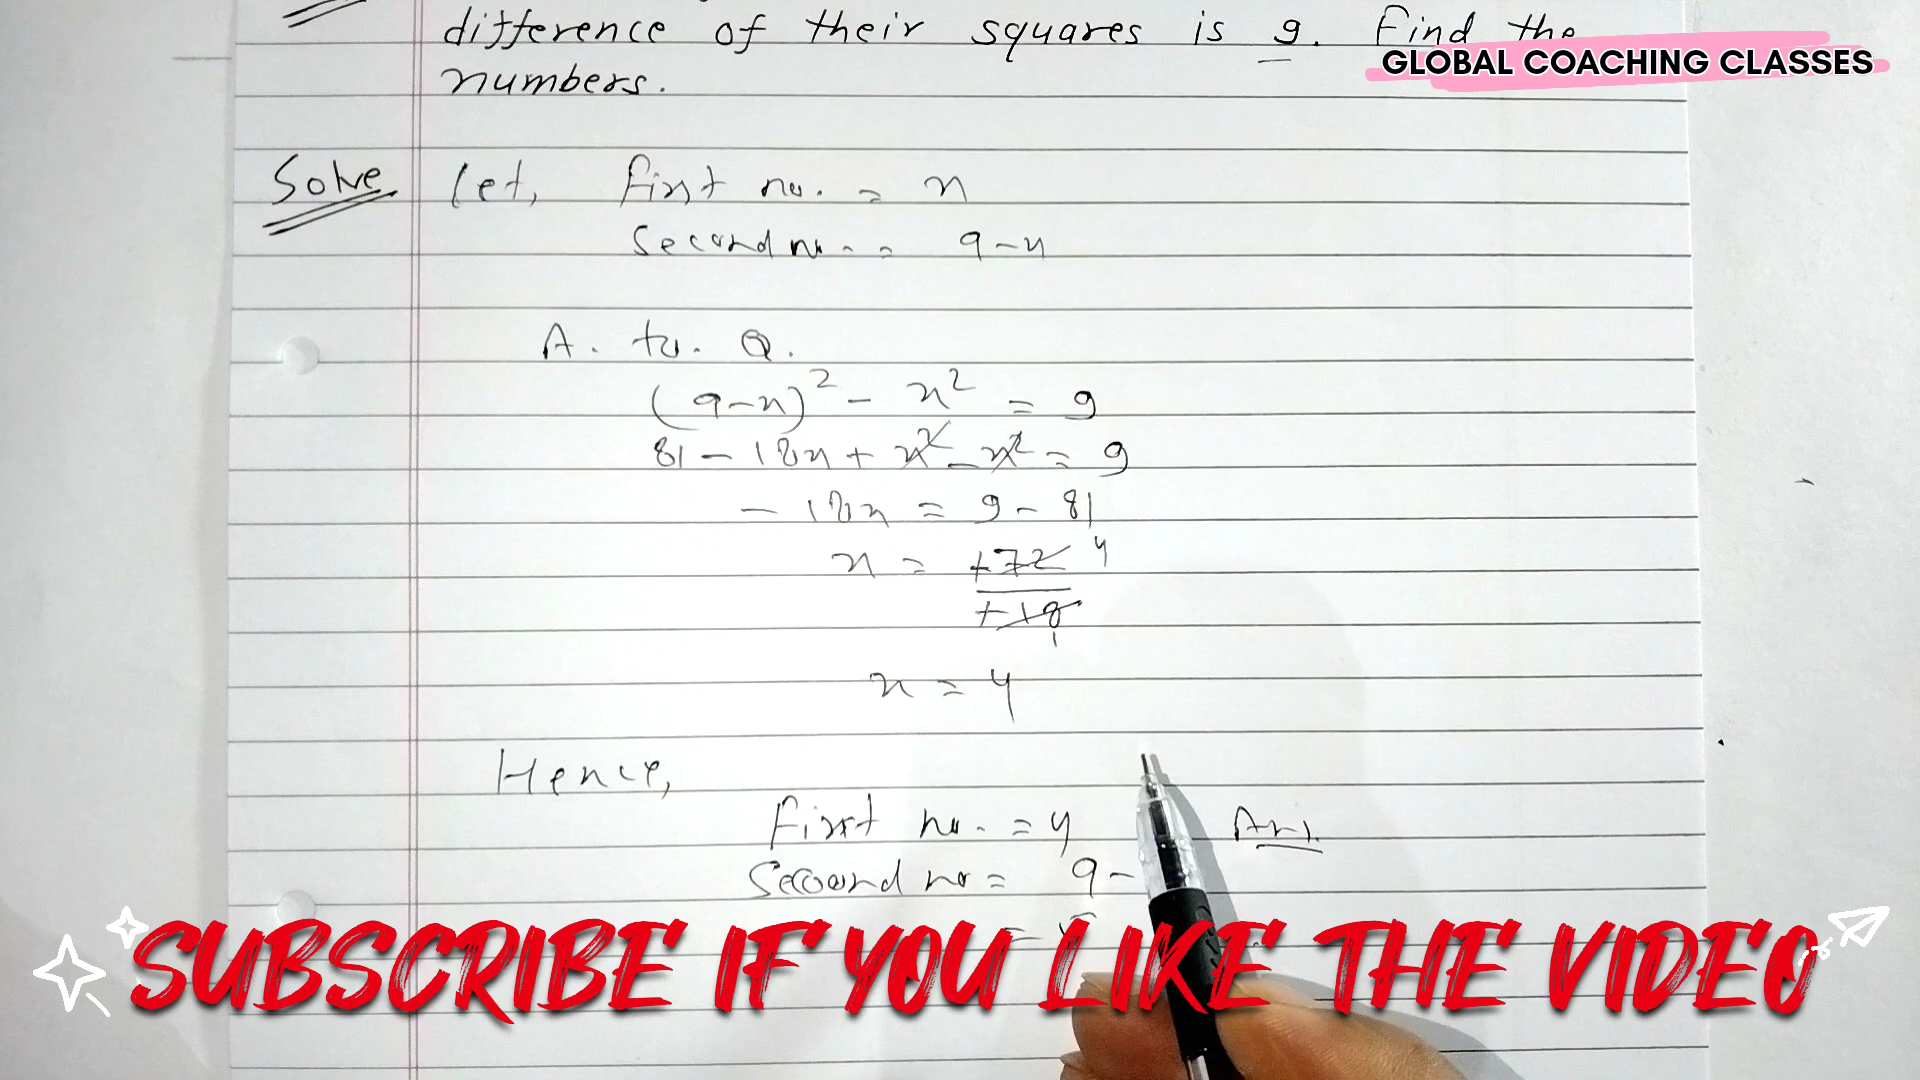 difference of their squares is 9. Find the
GLOBAL COACHING CLASSES
numbers.
Solve Let, First no. = x
Second no. = 9-x
A. to. Q.
(9-x)² - x² = 9
81 - 18x + x² - x² = 9
- 18x = 9 - 81
x = +72 4
+18 1
x = 4
Hence,
First no. = 4 Ans.
Second no = 9-
SUBSCRIBE IF YOU LIKE THE VIDEO